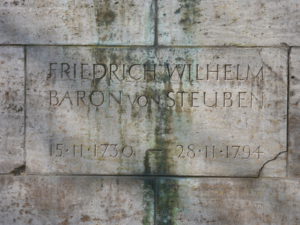 FRIEDRICH WILHELM
BARON von STEUBEN
15·11·1730 28·11·1794